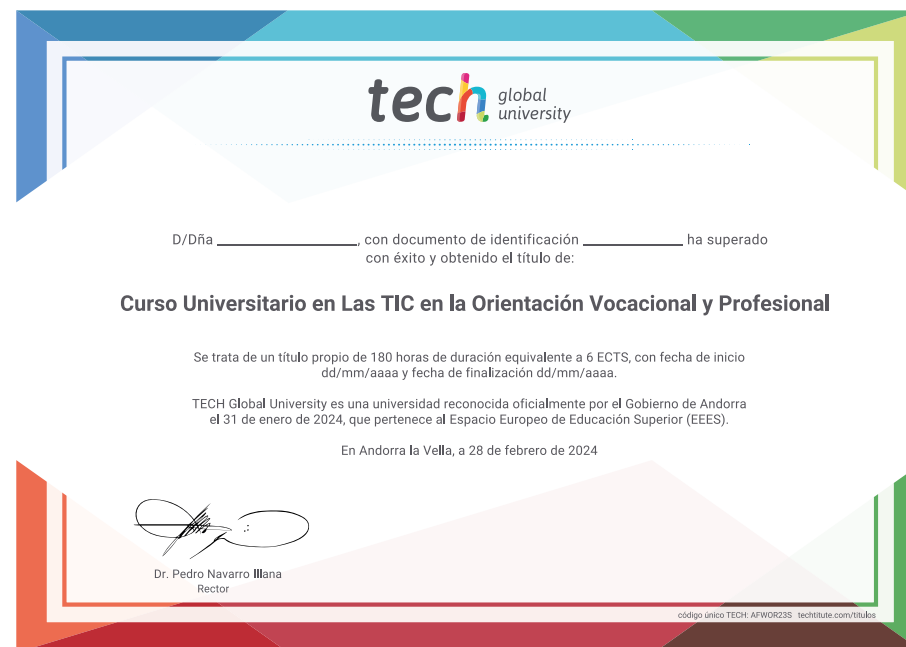 tech global university
D/Dña ____________________, con documento de identificación ______________ ha superado
con éxito y obtenido el título de:
Curso Universitario en Las TIC en la Orientación Vocacional y Profesional
Se trata de un título propio de 180 horas de duración equivalente a 6 ECTS, con fecha de inicio
dd/mm/aaaa y fecha de finalización dd/mm/aaaa.
TECH Global University es una universidad reconocida oficialmente por el Gobierno de Andorra
el 31 de enero de 2024, que pertenece al Espacio Europeo de Educación Superior (EEES).
En Andorra la Vella, a 28 de febrero de 2024
Dr. Pedro Navarro Illana
Rector
código único TECH: AFWOR23S techtitute.com/titulos